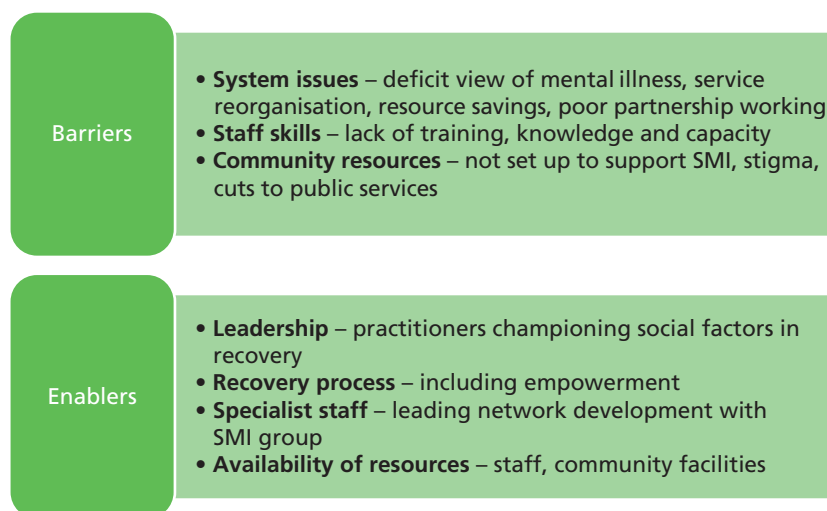 Barriers
• System issues – deficit view of mental illness, service
reorganisation, resource savings, poor partnership working
• Staff skills – lack of training, knowledge and capacity
• Community resources – not set up to support SMI, stigma,
cuts to public services
Enablers
• Leadership – practitioners championing social factors in
recovery
• Recovery process – including empowerment
• Specialist staff – leading network development with
SMI group
• Availability of resources – staff, community facilities